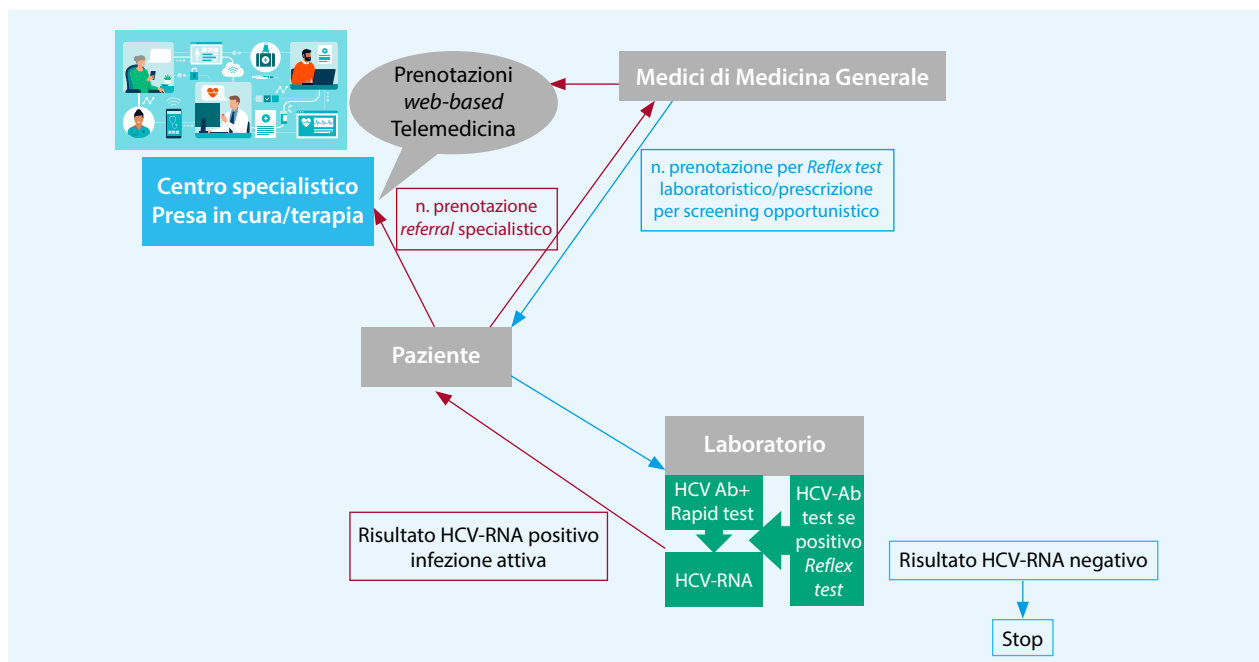 Prenotazioni
web-based
Telemedicina
Medici di Medicina Generale
Centro specialistico
Presa in cura/terapia
n. prenotazione
referral specialistico
n. prenotazione per Reflex test
laboratoristico/prescrizione
per screening opportunistico
Paziente
Laboratorio
HCV Ab+
Rapid test
HCV-RNA
HCV-Ab
test se
positivo
Reflex
test
Risultato HCV-RNA positivo
infezione attiva
Risultato HCV-RNA negativo
Stop